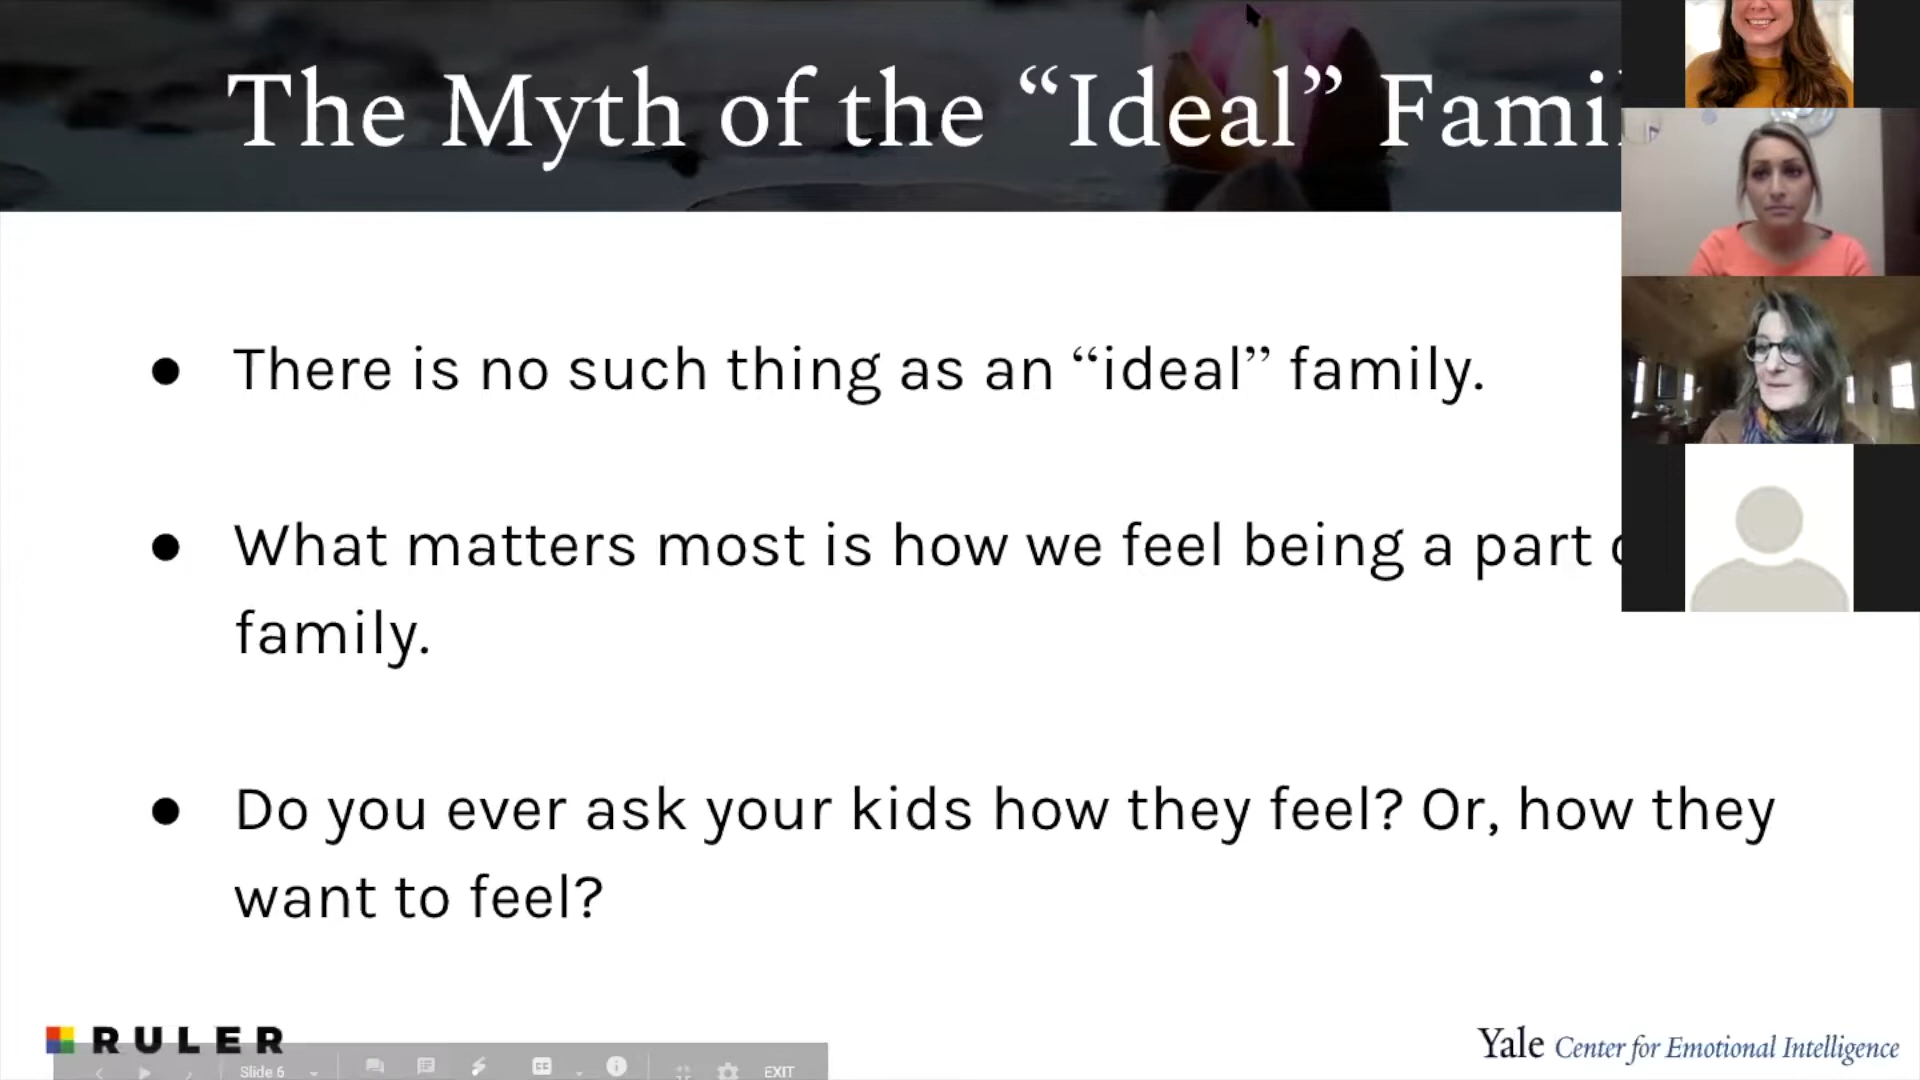 The Myth of the “Ideal” Fami
There is no such thing as an “ideal” family.
What matters most is how we feel being a part
family.
Do you ever ask your kids how they feel? Or, how they
want to feel?
RULER
Yale Center for Emotional Intelligence
Slide 6
CC
EXIT